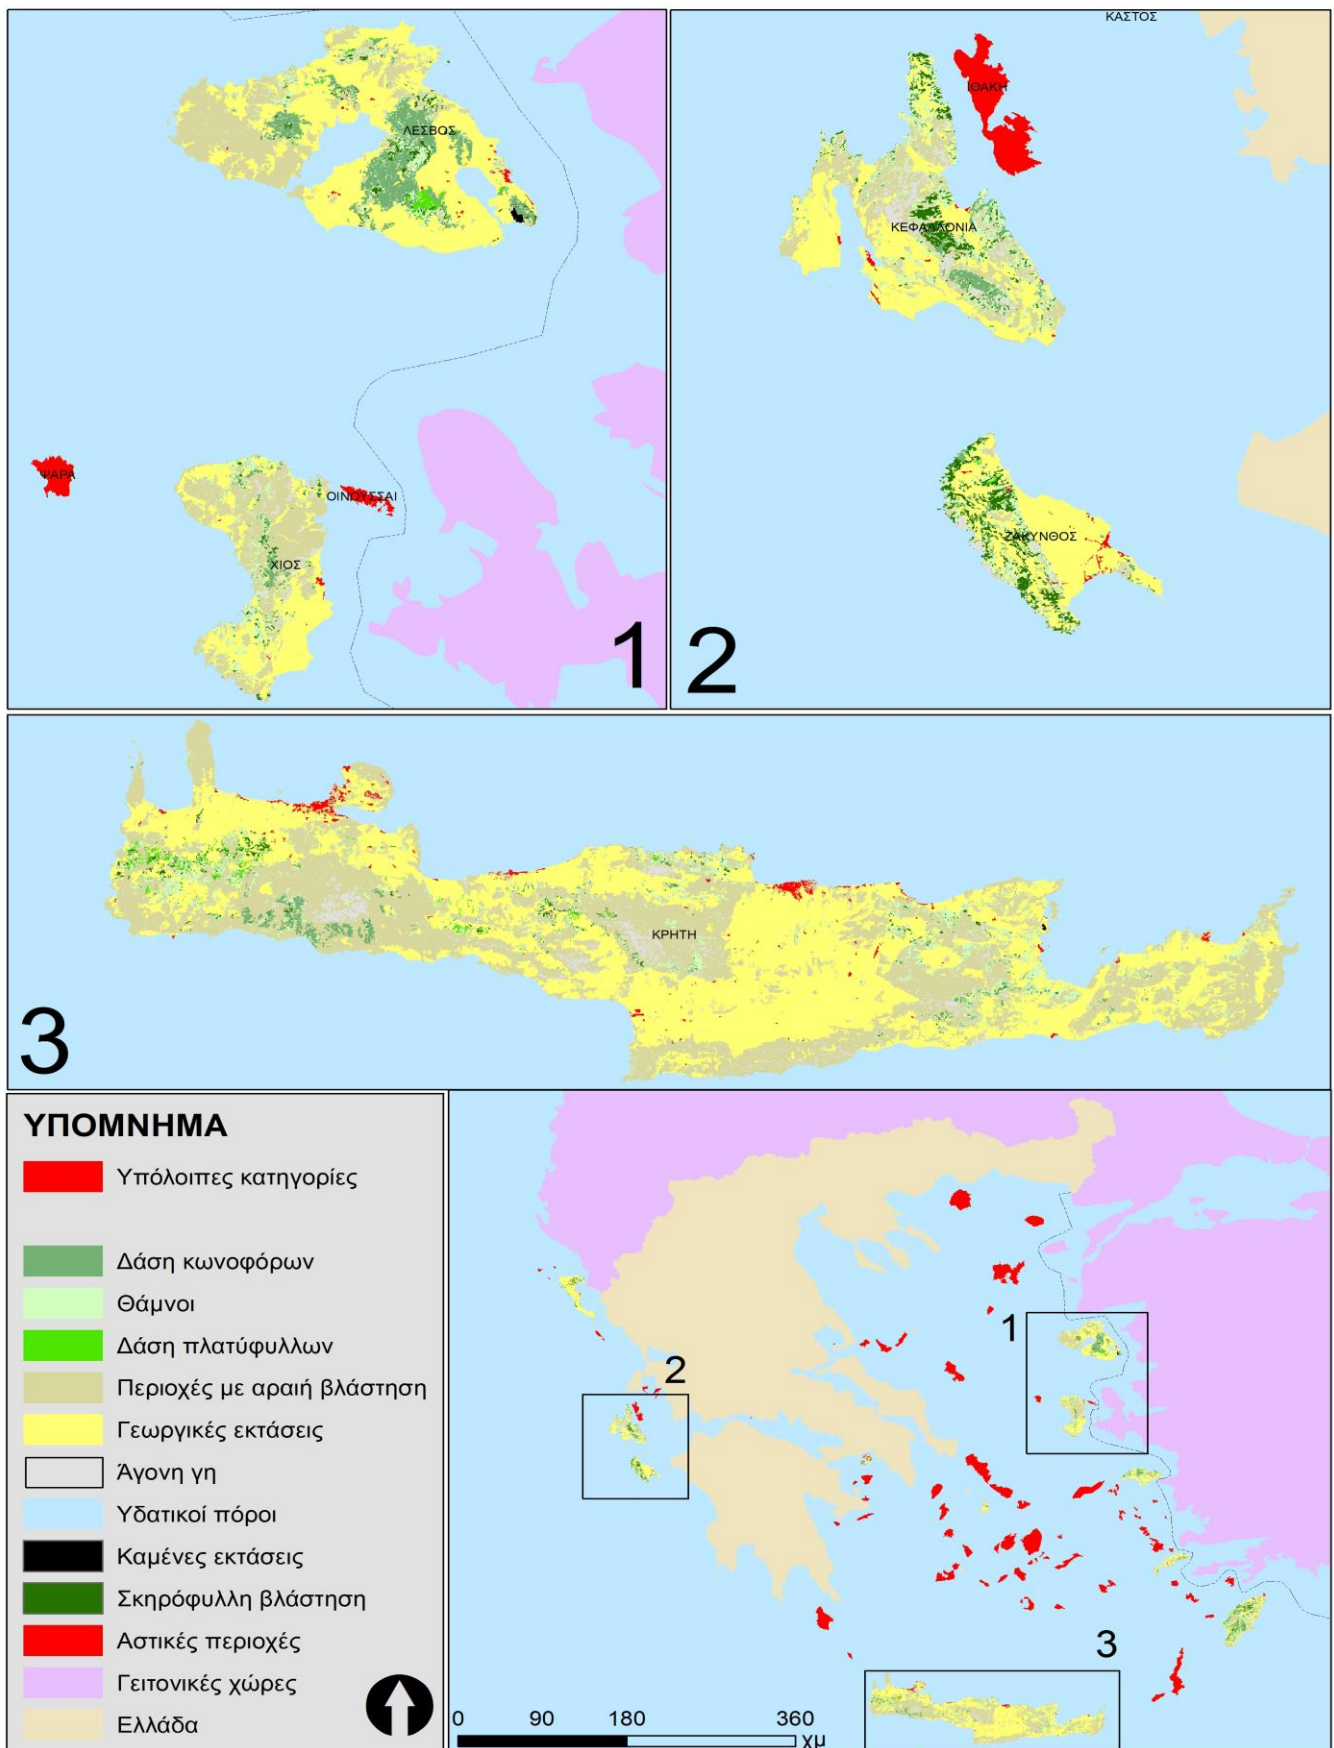 ΛΕΣΒΟΣ
ΨΑΡΑ
ΟΙΝΟΥΣΣΑΙ
ΧΙΟΣ
1
ΚΑΣΤΟΣ
ΙΘΑΚΗ
ΚΕΦΑΛΛΟΝΙΑ
ΖΑΚΥΝΘΟΣ
2
ΚΡΗΤΗ
3
ΥΠΟΜΝΗΜΑ
Υπόλοιπες κατηγορίες
Δάση κωνοφόρων
Θάμνοι
Δάση πλατύφυλλων
Περιοχές με αραιή βλάστηση
Γεωργικές εκτάσεις
Άγονη γη
Υδατικοί πόροι
Καμένες εκτάσεις
Σκηρόφυλλη βλάστηση
Αστικές περιοχές
Γειτονικές χώρες
Ελλάδα
1
2
3
0 90 180 360
χμ